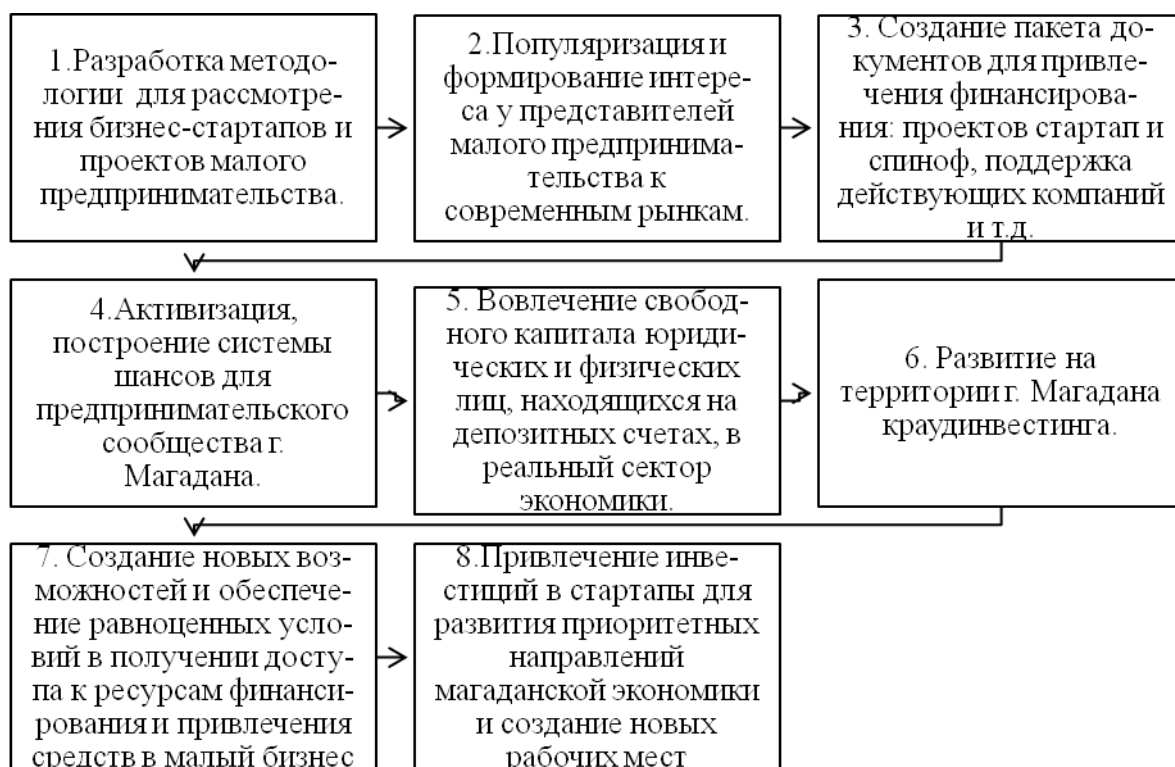 1.Разработка методо-
логии для рассмотре-
ния бизнес-стартапов и
проектов малого
предпринимательства.
2.Популяризация и
формирование интере-
са у представителей
малого предпринима-
тельства к
современным рынкам.
3. Создание пакета до-
кументов для привле-
чения финансирова-
ния: проектов стартап и
спиноф, поддержка
действующих компаний
и т.д.
4.Активизация,
построение системы
шансов для
предпринимательского
сообщества г.
Магадана.
5. Вовлечение свобод-
ного капитала юриди-
ческих и физических
лиц, находящихся на
депозитных счетах, в
реальный сектор
экономики.
6. Развитие на
территории г. Магадана
краудинвестинга.
7. Создание новых воз-
можностей и обеспече-
ние равноценных усло-
вий в получении досту-
па к ресурсам финанси-
рования и привлечения
средств в малый бизнес
8.Привлечение инве-
стиций в стартапы для
развития приоритетных
направлений
магаданской экономики
и создание новых
рабочих мест